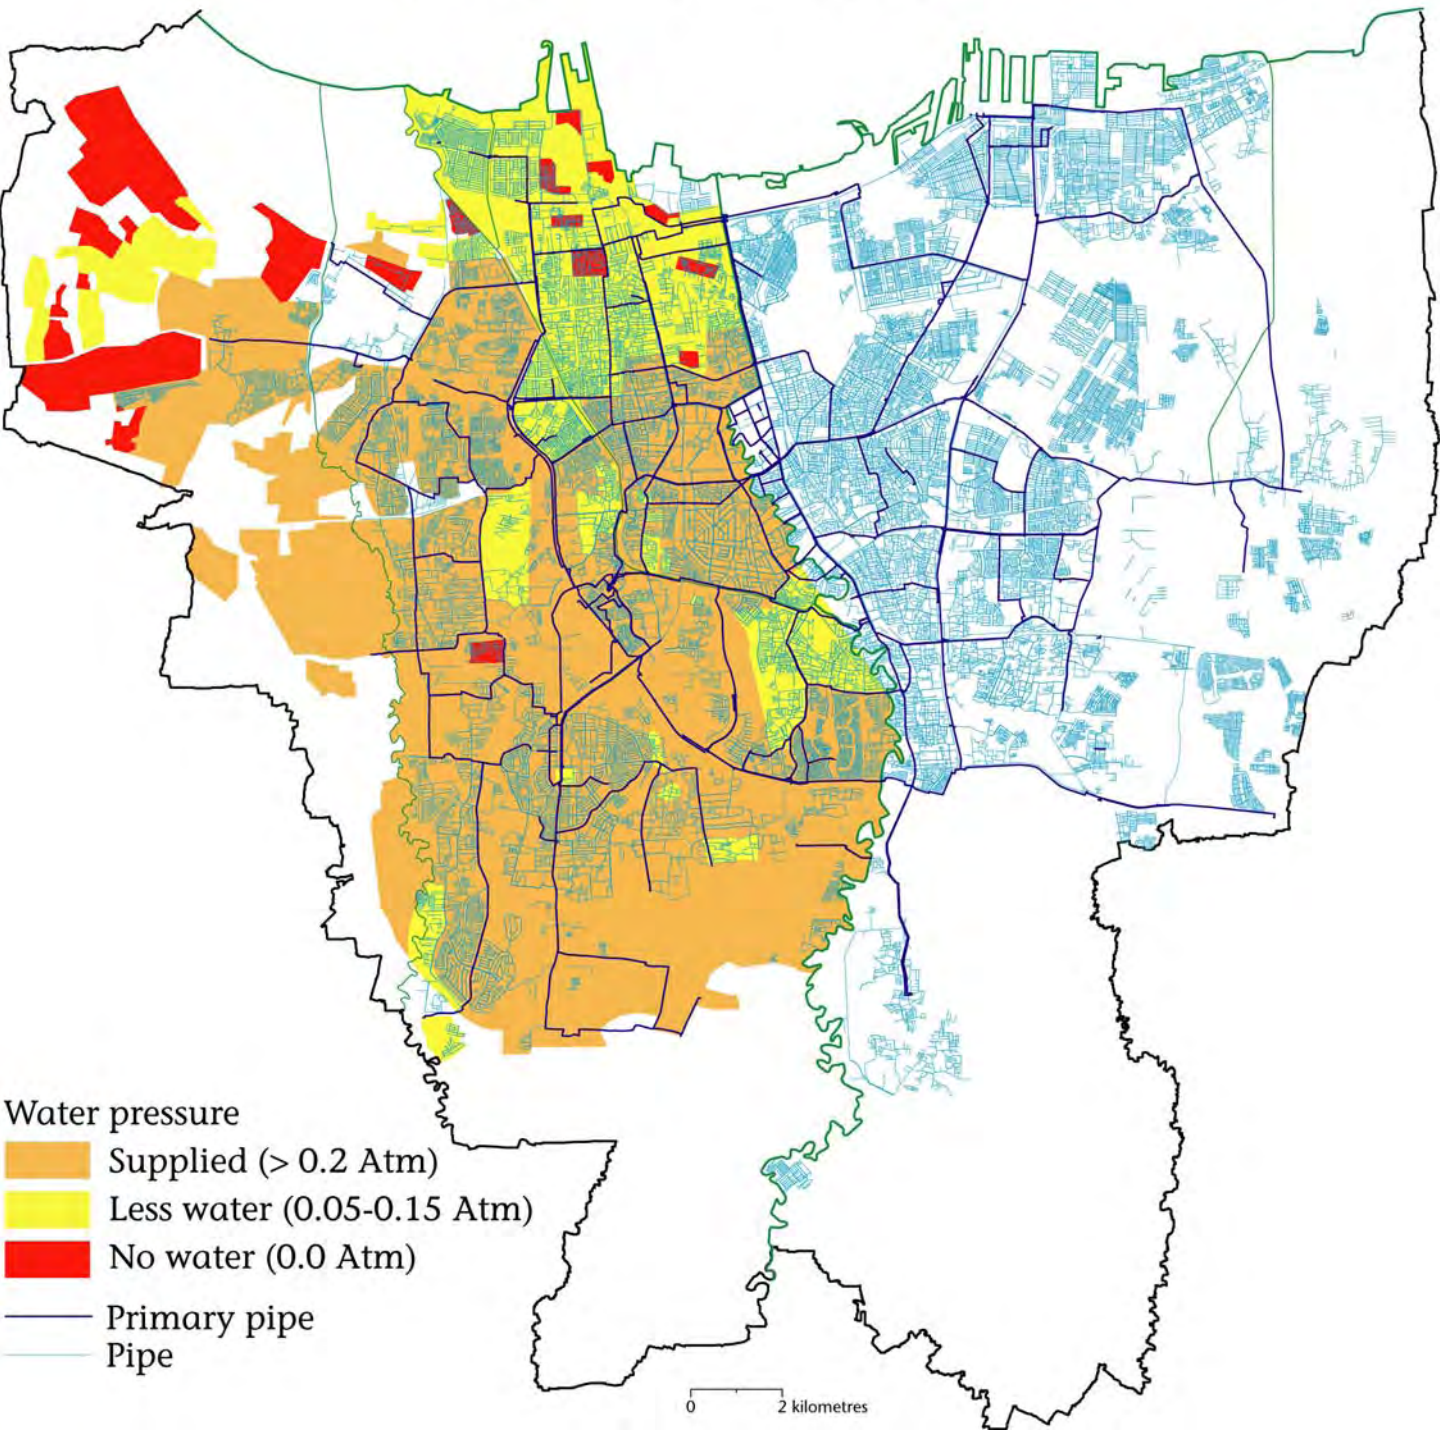 Water pressure
Supplied (> 0.2 Atm)
Less water (0.05-0.15 Atm)
No water (0.0 Atm)
Primary pipe
Pipe
0 2 kilometres